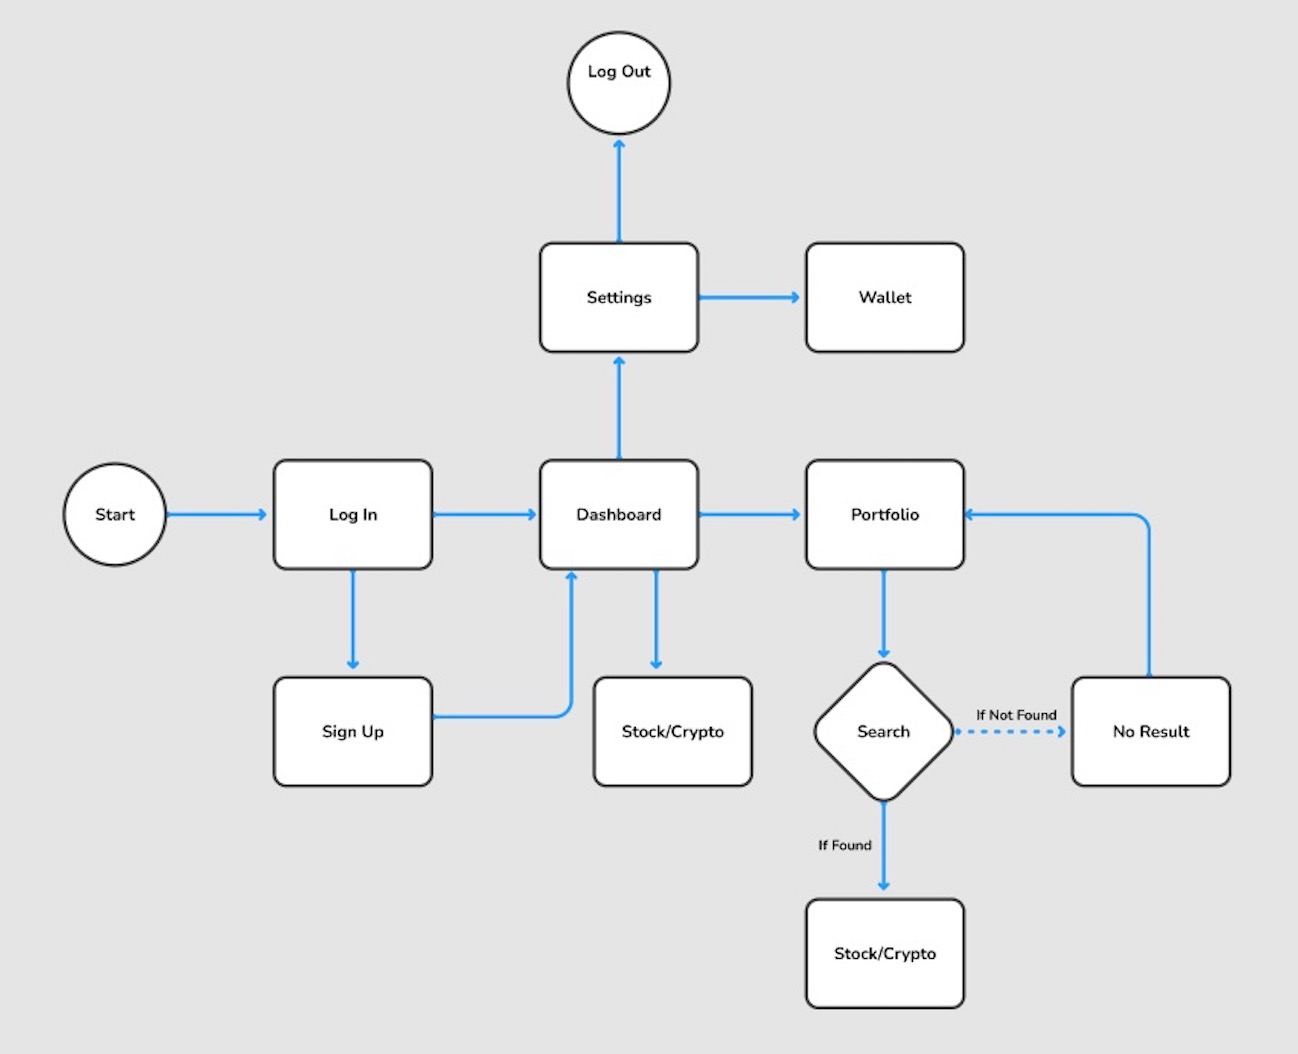 Log Out
Settings
Wallet
Start
Log In
Dashboard
Portfolio
Sign Up
Stock/Crypto
Search
If Not Found
No Result
If Found
Stock/Crypto